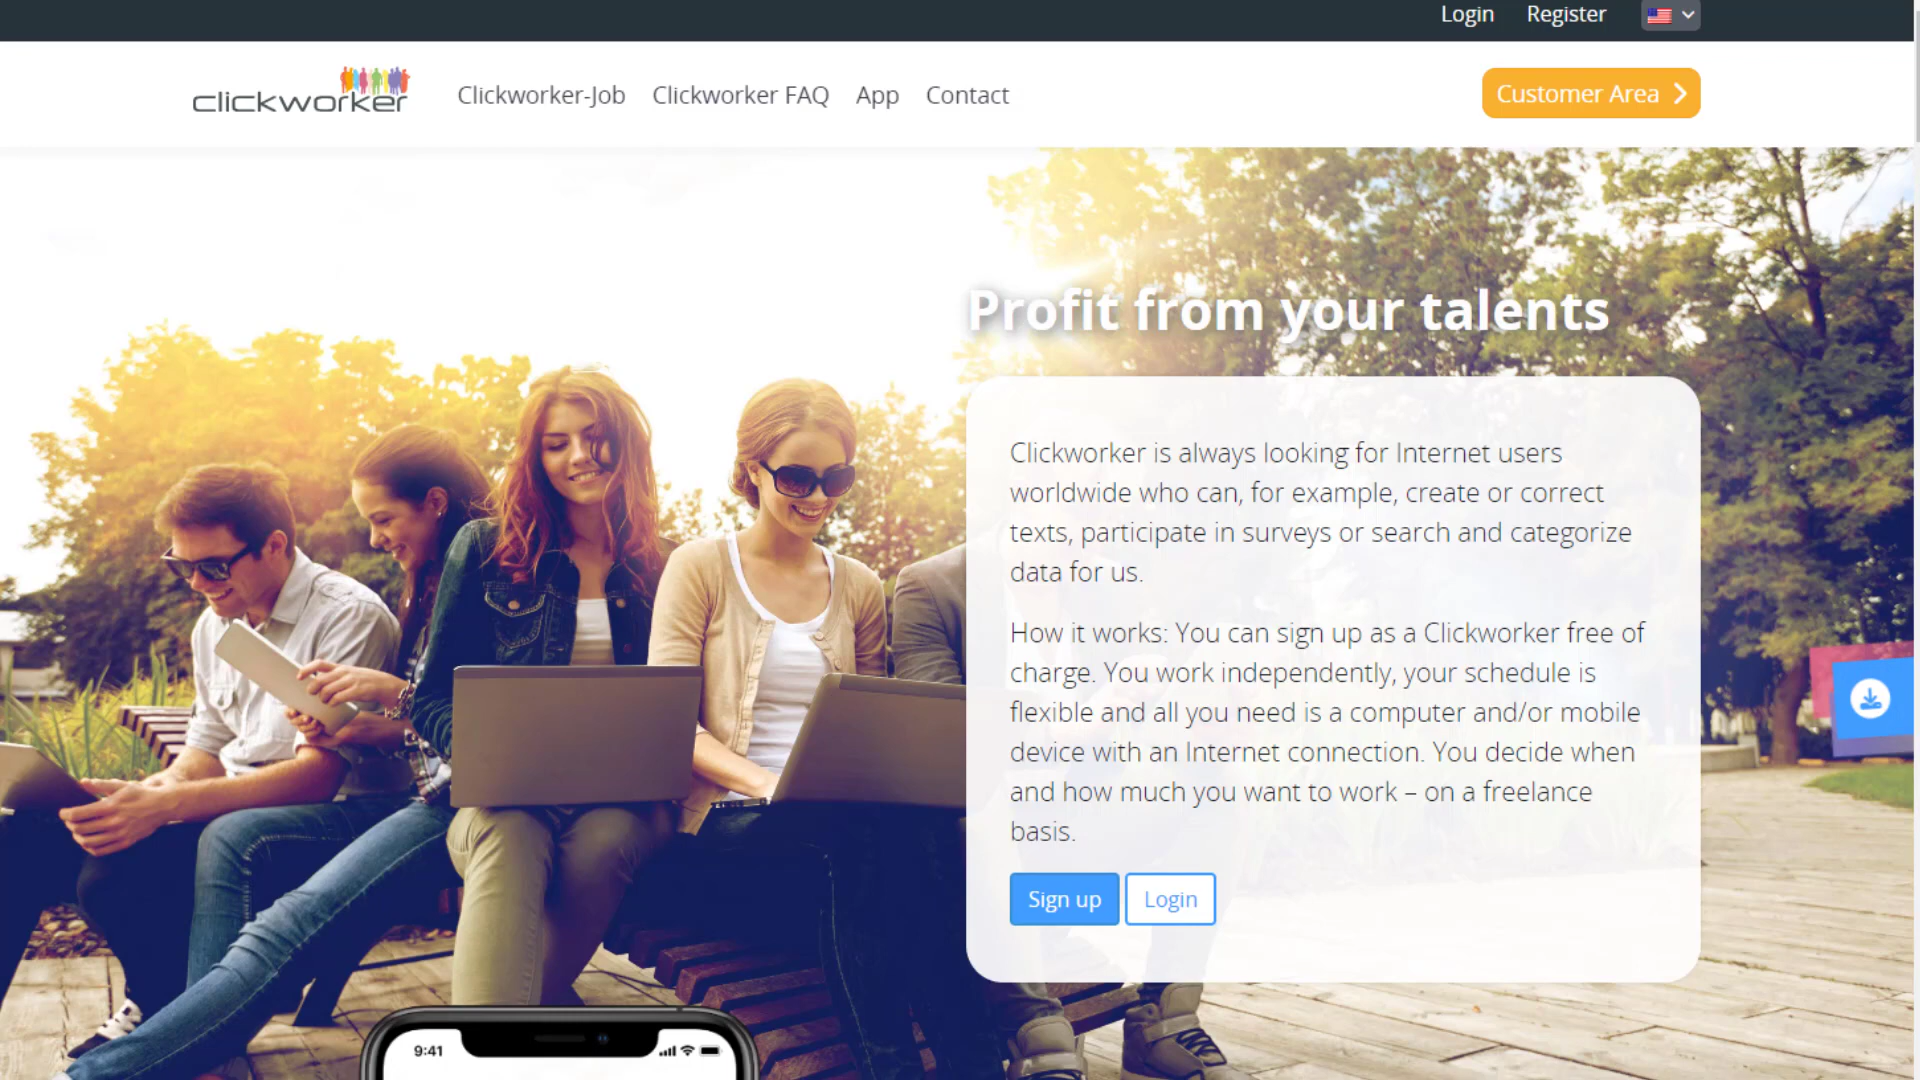 Login Register
clickworker Clickworker-Job Clickworker FAQ App Contact Customer Area
Profit from your talents
Clickworker is always looking for Internet users
worldwide who can, for example, create or correct
texts, participate in surveys or search and categorize
data for us.
How it works: You can sign up as a Clickworker free of
charge. You work independently, your schedule is
flexible and all you need is a computer and/or mobile
device with an Internet connection. You decide when
and how much you want to work – on a freelance
basis.
Sign up Login
9:41